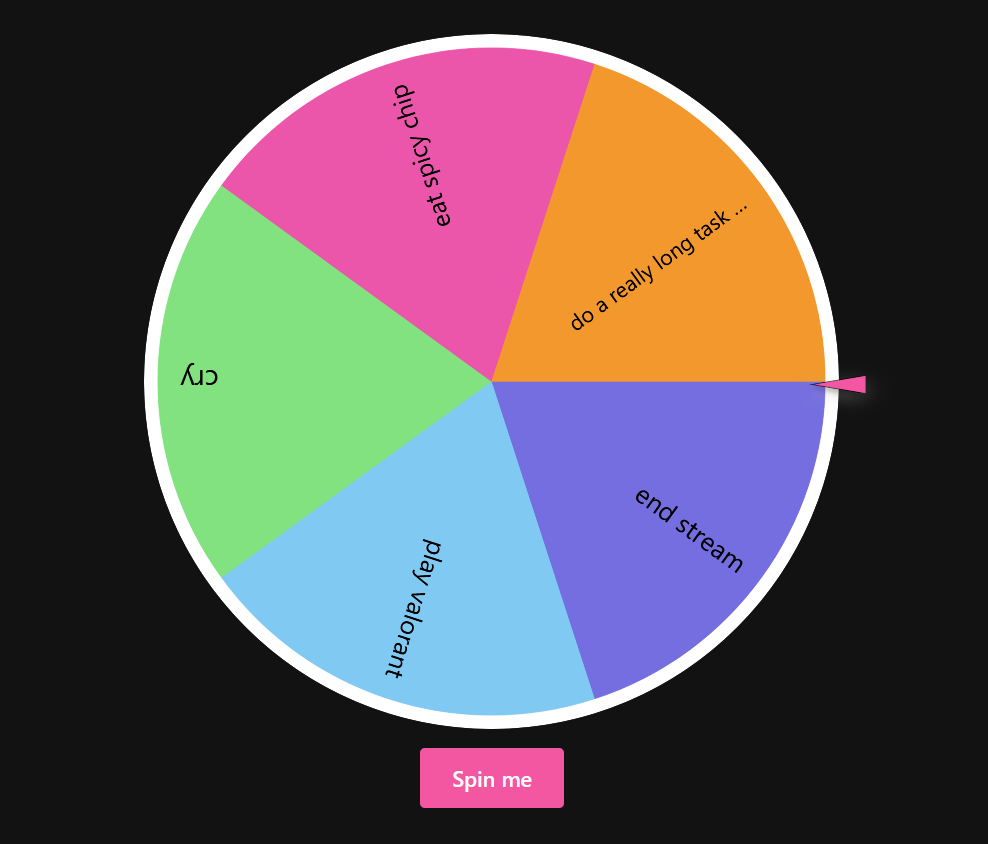 eat spicy chip
do a really long task ...
cry
play valorant
end stream
Spin me